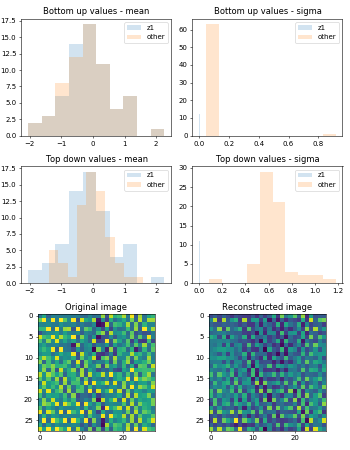 Bottom up values - mean
17.5
15.0
12.5
10.0
7.5
5.0
2.5
0.0
−2 −1 0 1 2
z1
other
Bottom up values - sigma
60
50
40
30
20
10
0
0.0 0.2 0.4 0.6 0.8
z1
other
Top down values - mean
17.5
15.0
12.5
10.0
7.5
5.0
2.5
0.0
−2 −1 0 1 2
z1
other
Top down values - sigma
30
25
20
15
10
5
0
0.0 0.2 0.4 0.6 0.8 1.0 1.2
z1
other
Original image
0
5
10
15
20
25
0 10 20
Reconstructed image
0
5
10
15
20
25
0 10 20